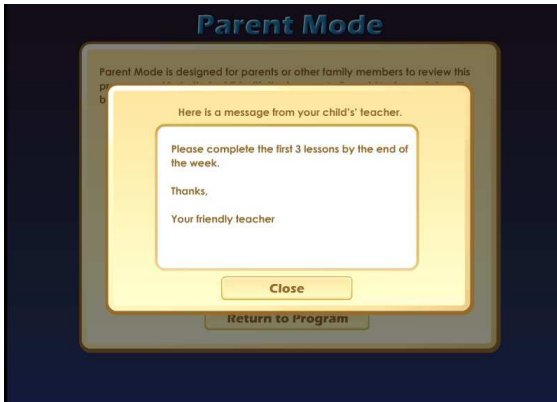 Parent Mode
Parent Mode is designed for parents or other family members to review this
Here is a message from your child's' teacher.
Please complete the first 3 lessons by the end of
the week.
Thanks,
Your friendly teacher
Close
Return to Program